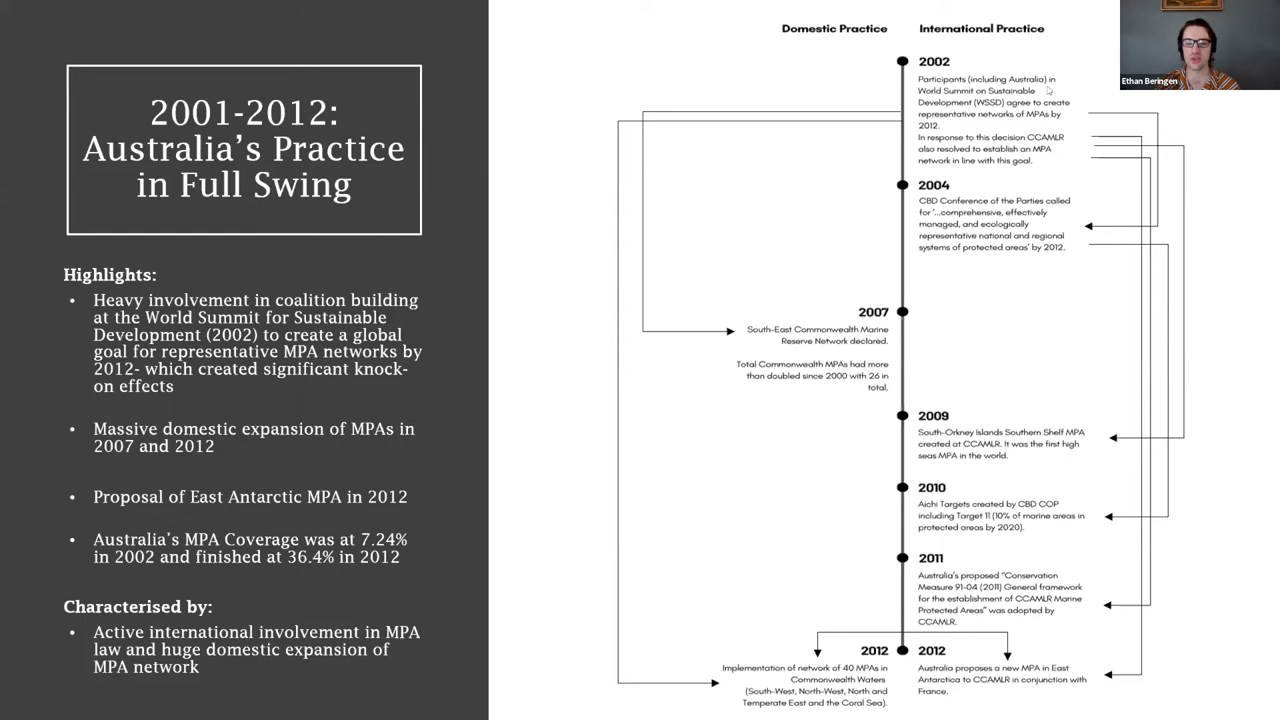 2001-2012:
Australia's Practice
in Full Swing
Highlights:
• Heavy involvement in coalition building
at the World Summit for Sustainable
Development (2002) to create a global
goal for representative MPA networks by
2012- which created significant knock-
on effects
• Massive domestic expansion of MPAs in
2007 and 2012
• Proposal of East Antarctic MPA in 2012
• Australia's MPA Coverage was at 7.24%
in 2002 and finished at 36.4% in 2012
Characterised by:
• Active international involvement in MPA
law and huge domestic expansion of
MPA network
Domestic Practice
International Practice
2002
Participants (including Australia) in
World Summit on Sustainable
Development (WSSD) agree to create
representative networks of MPAs by
2012.
In response to this decision CCAMLR
also resolved to establish an MPA
network in line with this goal.
2004
CBD Conference of the Parties called
for '...comprehensive, effectively
managed, and ecologically
representative national and regional
systems of protected areas' by 2012.
2007
South-East Commonwealth Marine
Reserve Network declared.
Total Commonwealth MPAs had more
than doubled since 2000 with 26 in
total.
2009
South-Orkney Islands Southern Shelf MPA
created at CCAMLR. It was the first high
seas MPA in the world.
2010
Aichi Targets created by CBD COP
including Target 11 (10% of marine areas in
protected areas by 2020).
2011
Australia's proposed "Conservation
Measure 91-04 (2011) General framework
for the establishment of CCAMLR Marine
Protected Areas" was adopted by
CCAMLR.
2012
Implementation of network of 40 MPAs in
Commonwealth Waters
(South-West, North-West, North and
Temperate East and the Coral Sea).
2012
Australia proposes a new MPA in East
Antarctica to CCAMLR in conjunction with
France.
Ethan Beringen